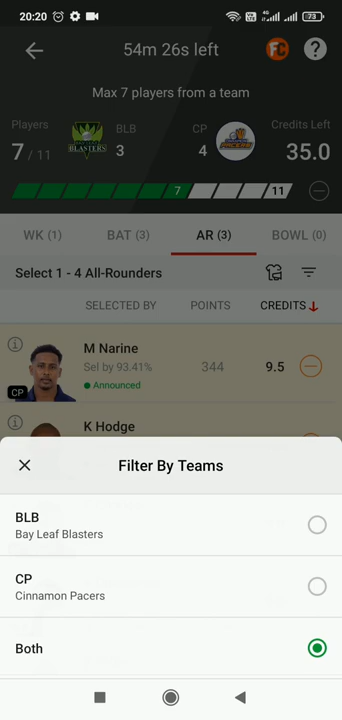 20:20 4G 73
54m 26s left FC ?
Max 7 players from a team
Players BLB CP Credits Left
7 / 11 BLASTERS 3 4 PACERS 35.0
7 11
WK (1) BAT (3) AR (3) BOWL (0)
Select 1 - 4 All-Rounders
SELECTED BY POINTS CREDITS
M Narine
Sel by 93.41% 344 9.5
Announced
CP
K Hodge
Filter By Teams
BLB
Bay Leaf Blasters
CP
Cinnamon Pacers
Both